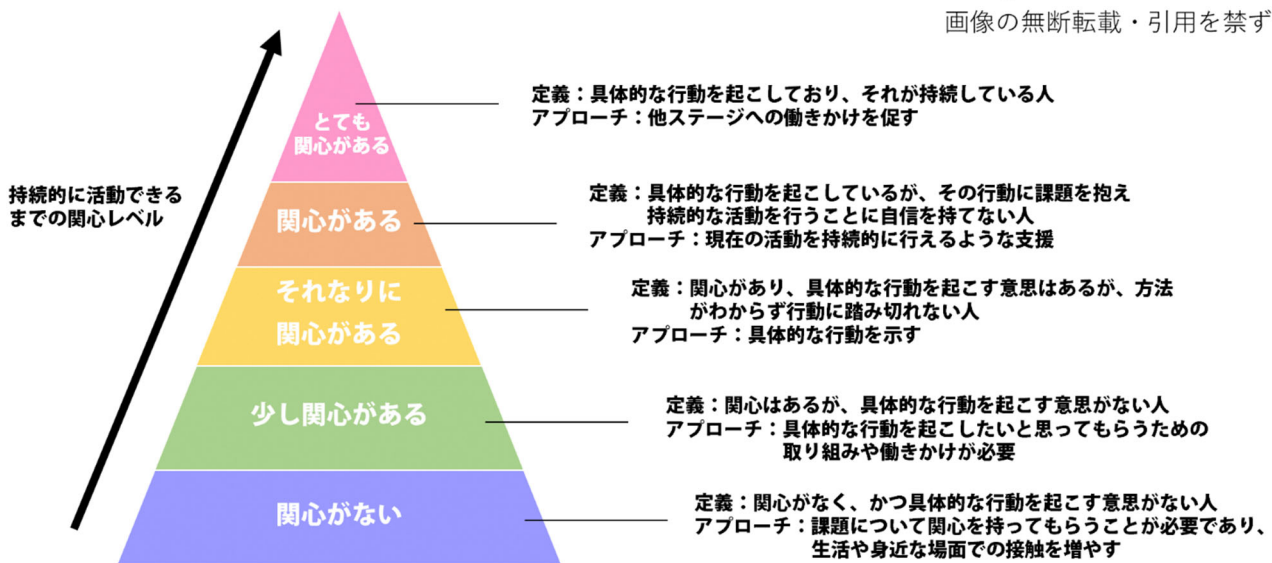 画像の無断転載・引用を禁ず
持続的に活動できる
までの関心レベル
とても
関心がある
定義：具体的な行動を起こしており、それが持続している人
アプローチ：他ステージへの働きかけを促す
関心がある
定義：具体的な行動を起こしているが、その行動に課題を抱え
持続的な活動を行うことに自信を持てない人
アプローチ：現在の活動を持続的に行えるような支援
それなりに
関心がある
定義：関心があり、具体的な行動を起こす意思はあるが、方法
がわからず行動に踏み切れない人
アプローチ：具体的な行動を示す
少し関心がある
定義：関心はあるが、具体的な行動を起こす意思がない人
アプローチ：具体的な行動を起こしたいと思ってもらうための
取り組みや働きかけが必要
関心がない
定義：関心がなく、かつ具体的な行動を起こす意思がない人
アプローチ：課題について関心を持ってもらうことが必要であり、
生活や身近な場面での接触を増やす